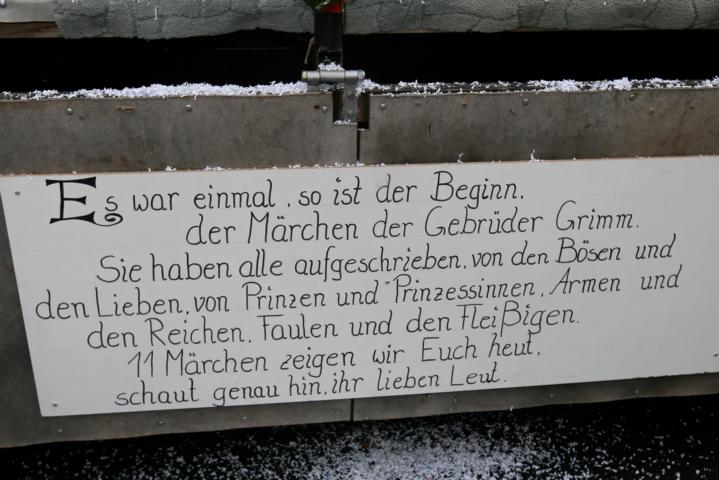 Es war einmal, so ist der Beginn,
der Märchen der Gebrüder Grimm.
Sie haben alle aufgeschrieben, von den Bösen und
den Lieben, von Prinzen und Prinzessinnen, Armen und
den Reichen, Faulen und den Fleißigen.
11 Märchen zeigen wir Euch heut,
schaut genau hin, ihr lieben Leut.